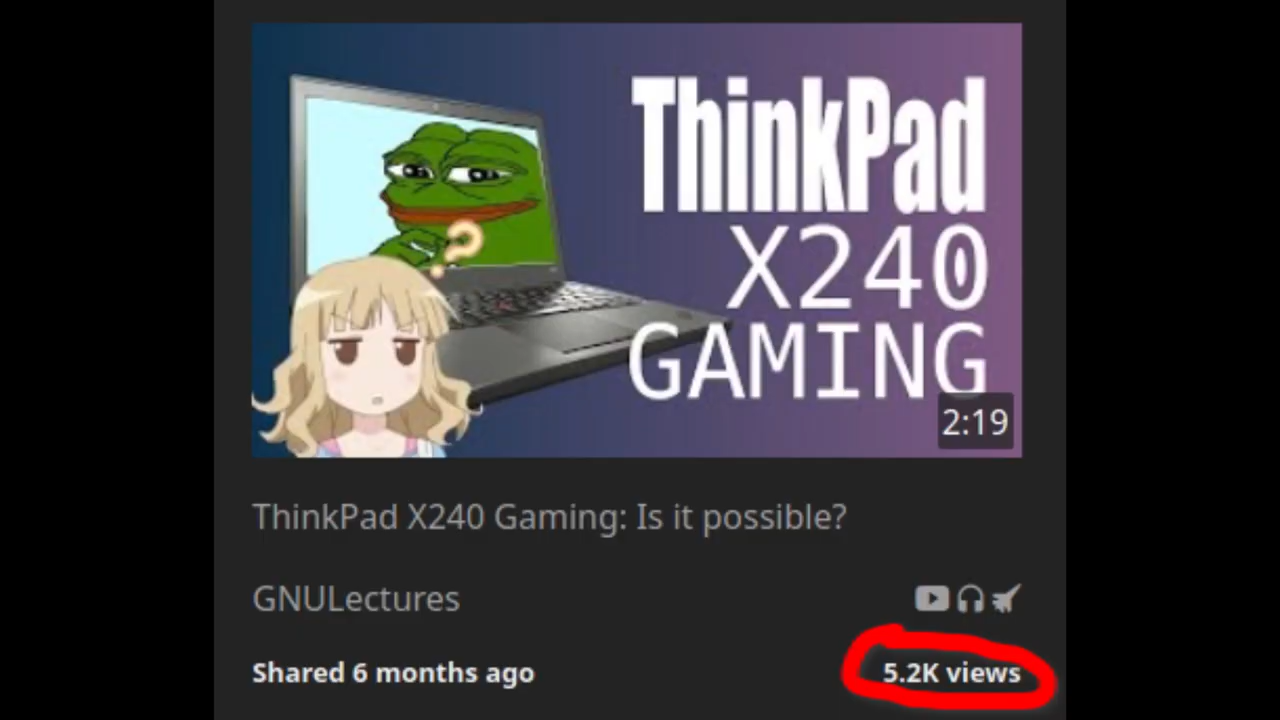 ThinkPad
X240
GAMING
2:19
ThinkPad X240 Gaming: Is it possible?
GNULectures
Shared 6 months ago
5.2K views